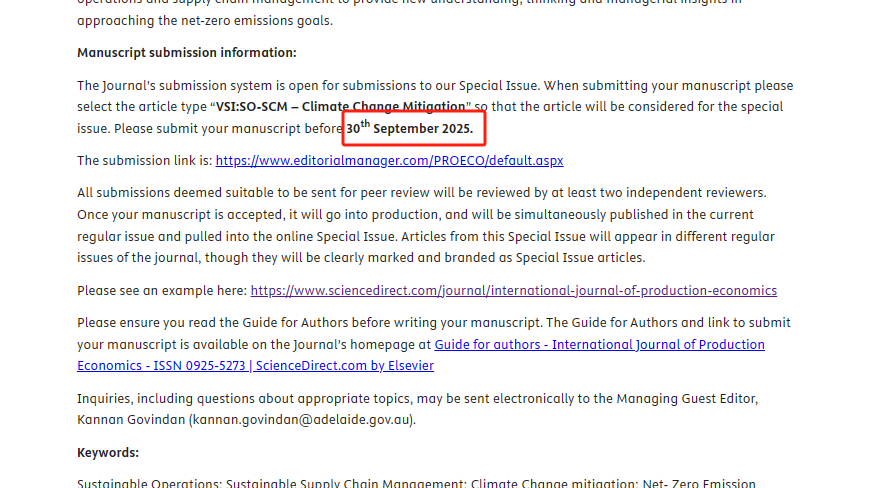 operations and supply chain management to provide new understanding, thinking and managerial insights in
approaching the net-zero emissions goals.
Manuscript submission information:
The Journal's submission system is open for submissions to our Special Issue. When submitting your manuscript please
select the article type “VSI:SO-SCM – Climate Change Mitigation” so that the article will be considered for the special
issue. Please submit your manuscript before 30th September 2025.
The submission link is: https://www.editorialmanager.com/PROECO/default.aspx
All submissions deemed suitable to be sent for peer review will be reviewed by at least two independent reviewers.
Once your manuscript is accepted, it will go into production, and will be simultaneously published in the current
regular issue and pulled into the online Special Issue. Articles from this Special Issue will appear in different regular
issues of the journal, though they will be clearly marked and branded as Special Issue articles.
Please see an example here: https://www.sciencedirect.com/journal/international-journal-of-production-economics
Please ensure you read the Guide for Authors before writing your manuscript. The Guide for Authors and link to submit
your manuscript is available on the Journal's homepage at Guide for authors - International Journal of Production
Economics - ISSN 0925-5273 | ScienceDirect.com by Elsevier
Inquiries, including questions about appropriate topics, may be sent electronically to the Managing Guest Editor,
Kannan Govindan (kannan.govindan@adelaide.gov.au).
Keywords:
Sustainable Operations; Sustainable Supply Chain Management; Climate Change mitigation; Net- Zero Emission